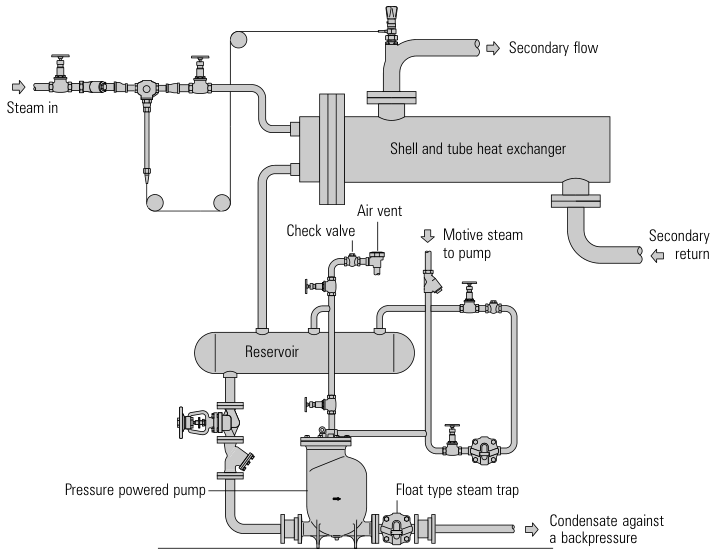 Secondary flow
Steam in
Shell and tube heat exchanger
Air vent
Check valve
Motive steam
to pump
Secondary
return
Reservoir
Pressure powered pump
Float type steam trap
Condensate against
a backpressure